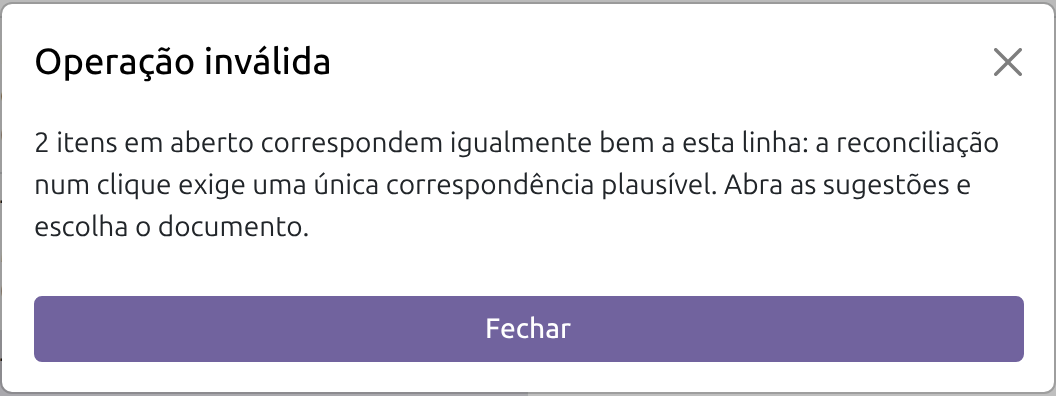 Operação inválida
2 itens em aberto correspondem igualmente bem a esta linha: a reconciliação
num clique exige uma única correspondência plausível. Abra as sugestões e
escolha o documento.
Fechar